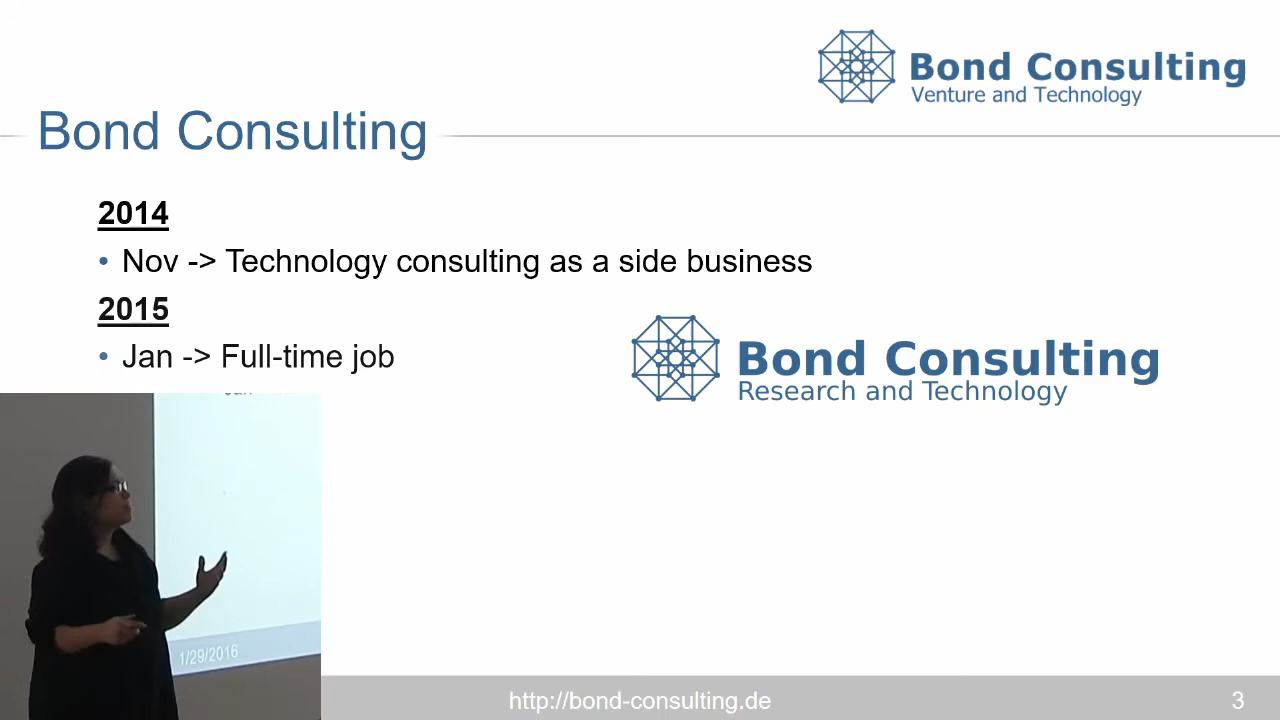 Bond Consulting
Venture and Technology
Bond Consulting
2014
• Nov -> Technology consulting as a side business
2015
• Jan -> Full-time job
Bond Consulting
Research and Technology
1/29/2016
http://bond-consulting.de
3